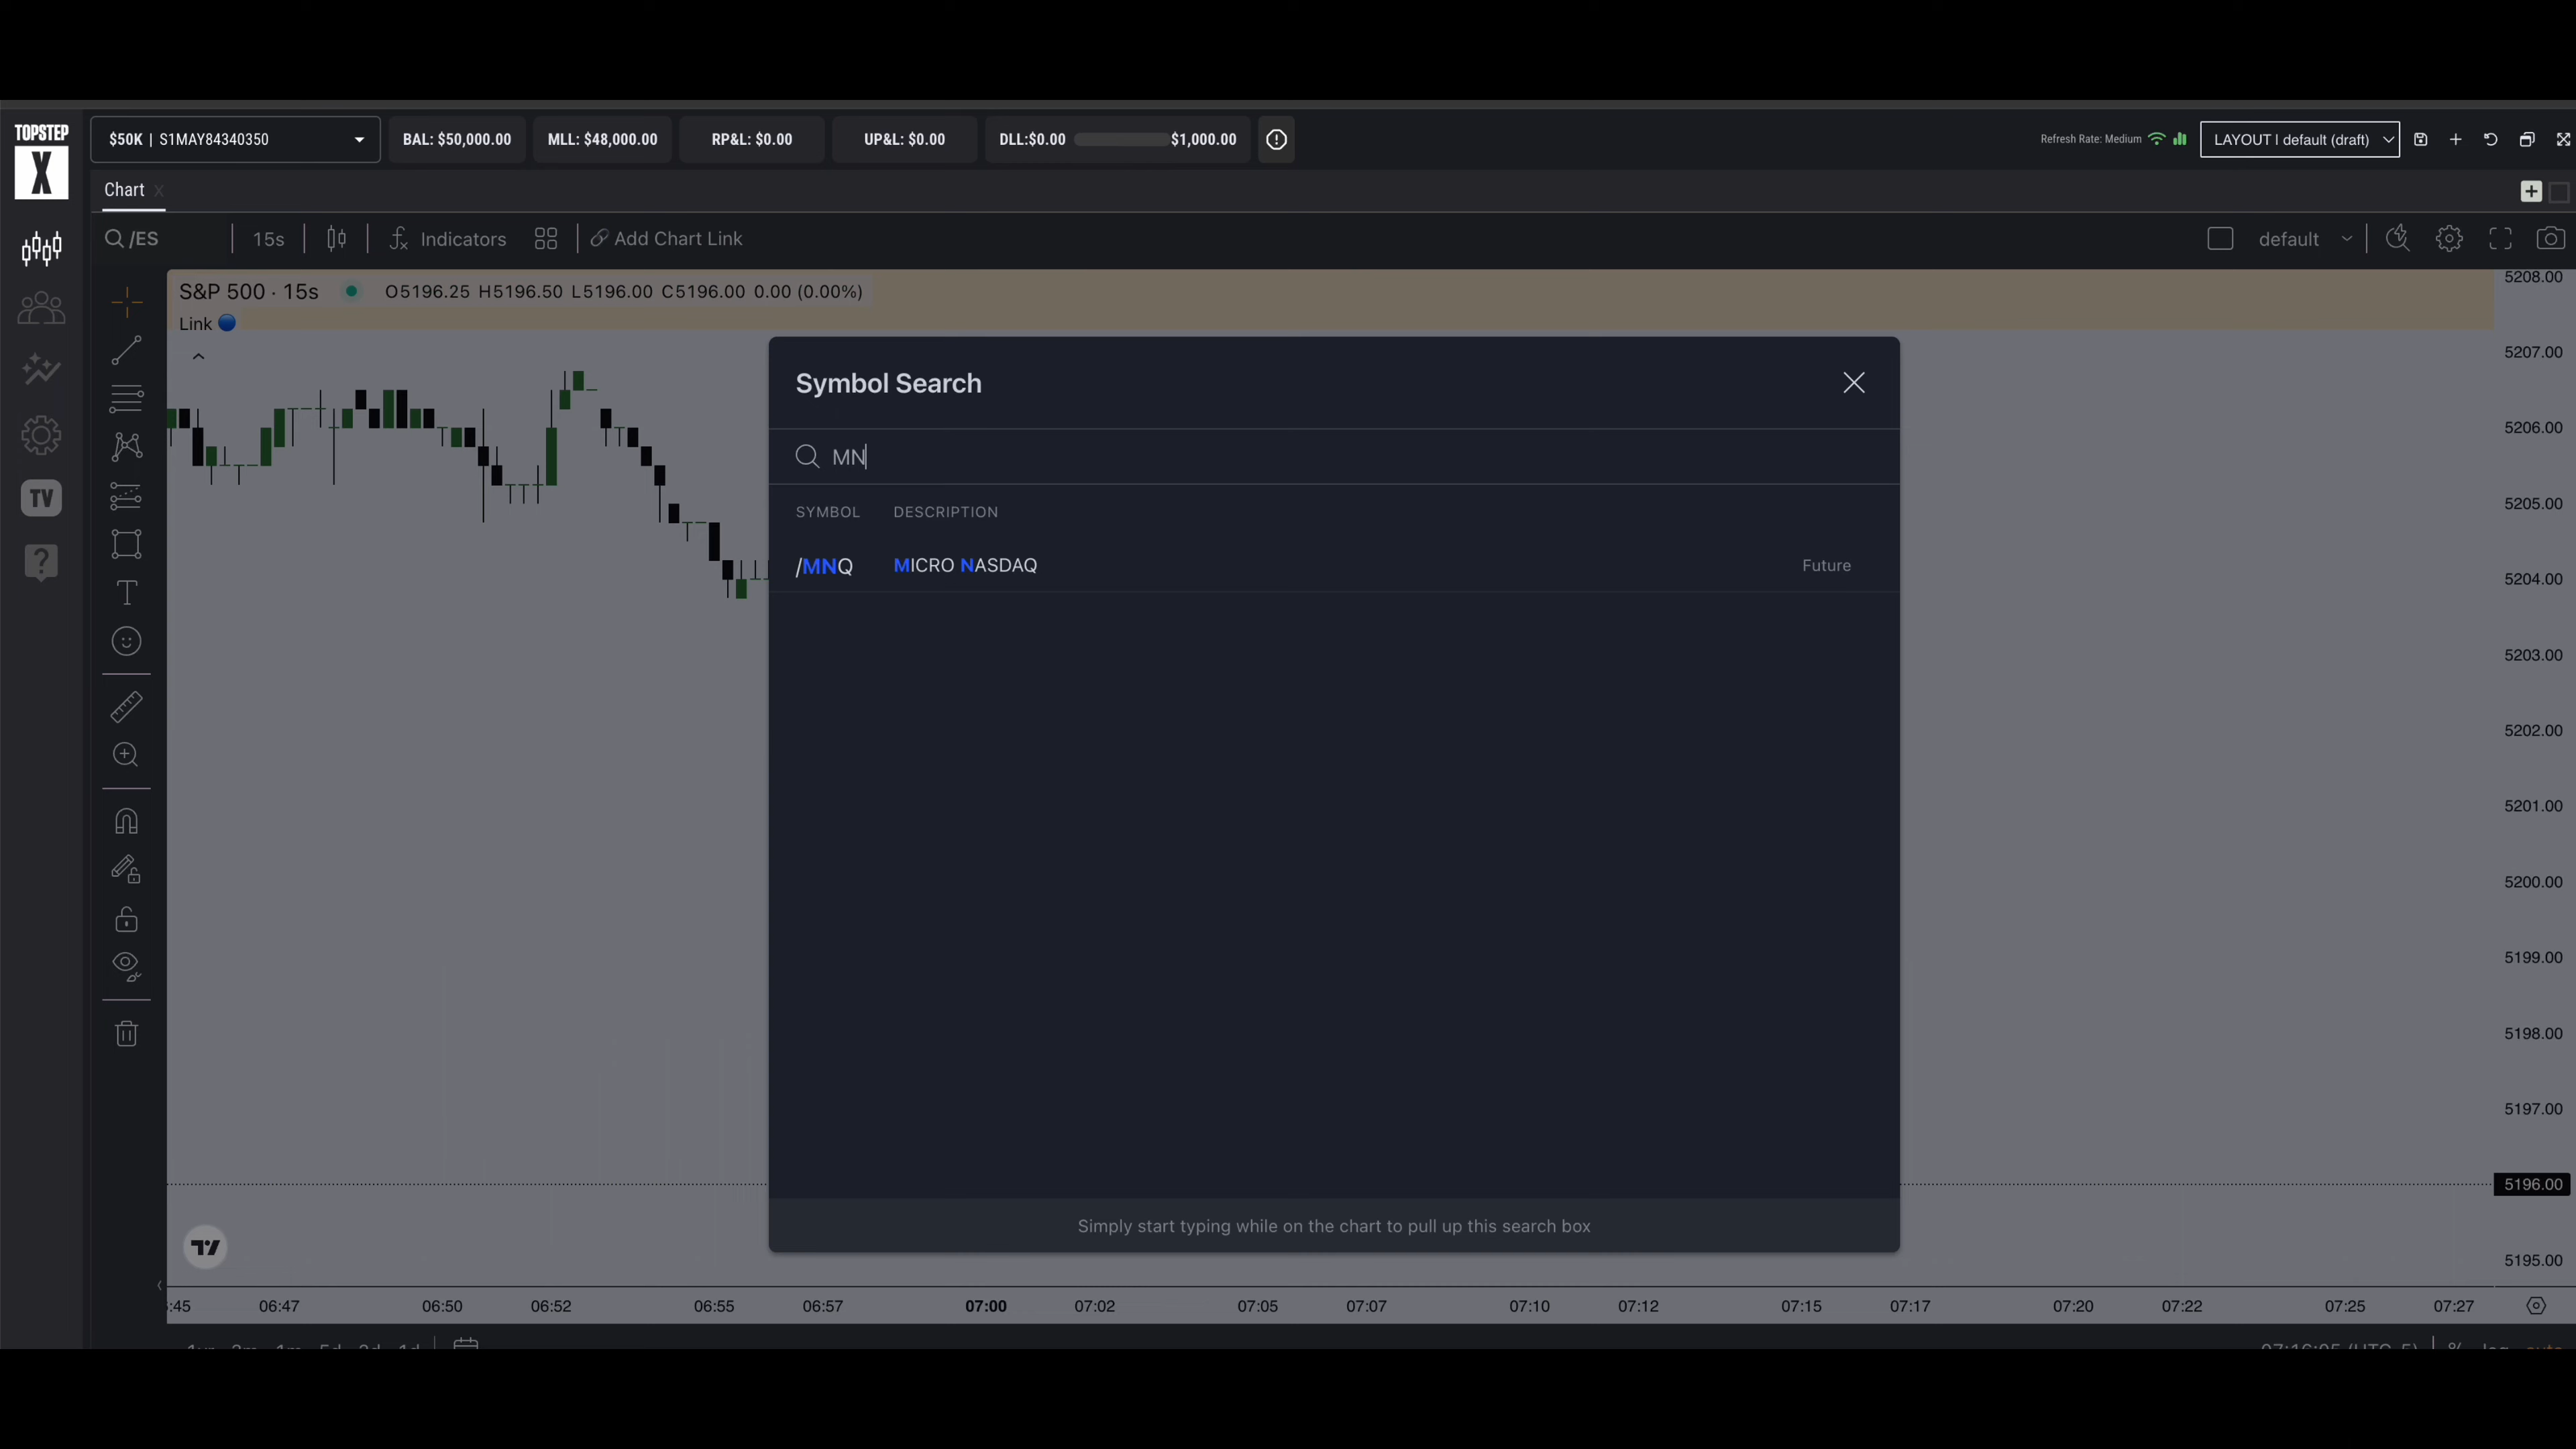 TOPSTEP
X
$50K | S1MAY84340350
BAL: $50,000.00
MLL: $48,000.00
RP&L: $0.00
UP&L: $0.00
DLL:$0.00
$1,000.00
Refresh Rate: Medium
LAYOUT | default (draft)
Chart x
/ES
15s
Indicators
Add Chart Link
default
S&P 500 · 15s
O5196.25 H5196.50 L5196.00 C5196.00 0.00 (0.00%)
Link
TV
?
T
Symbol Search
MN
SYMBOL DESCRIPTION
/MNQ MICRO NASDAQ Future
Simply start typing while on the chart to pull up this search box
5208.00
5207.00
5206.00
5205.00
5204.00
5203.00
5202.00
5201.00
5200.00
5199.00
5198.00
5197.00
5196.00
5195.00
:45 06:47 06:50 06:52 06:55 06:57 07:00 07:02 07:05 07:07 07:10 07:12 07:15 07:17 07:20 07:22 07:25 07:27